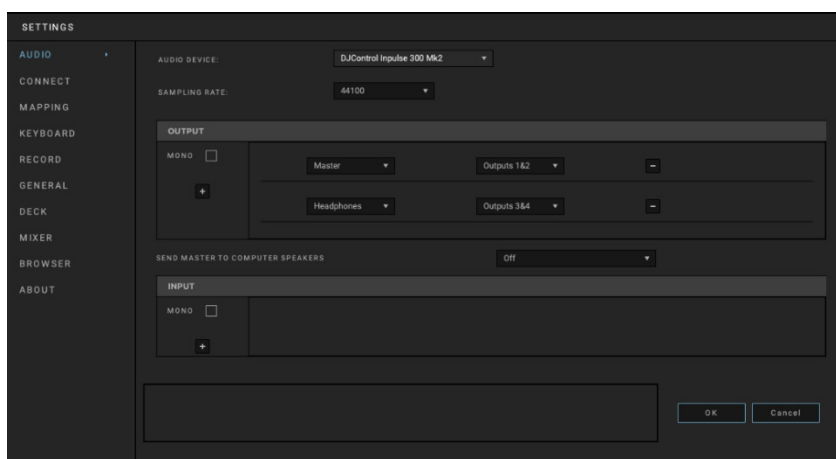 SETTINGS
AUDIO
CONNECT
MAPPING
KEYBOARD
RECORD
GENERAL
DECK
MIXER
BROWSER
ABOUT
AUDIO DEVICE: DJControl Inpulse 300 Mk2
SAMPLING RATE: 44100
OUTPUT
MONO
+
Master Outputs 1&2 −
Headphones Outputs 3&4 −
SEND MASTER TO COMPUTER SPEAKERS Off
INPUT
MONO
+
OK Cancel